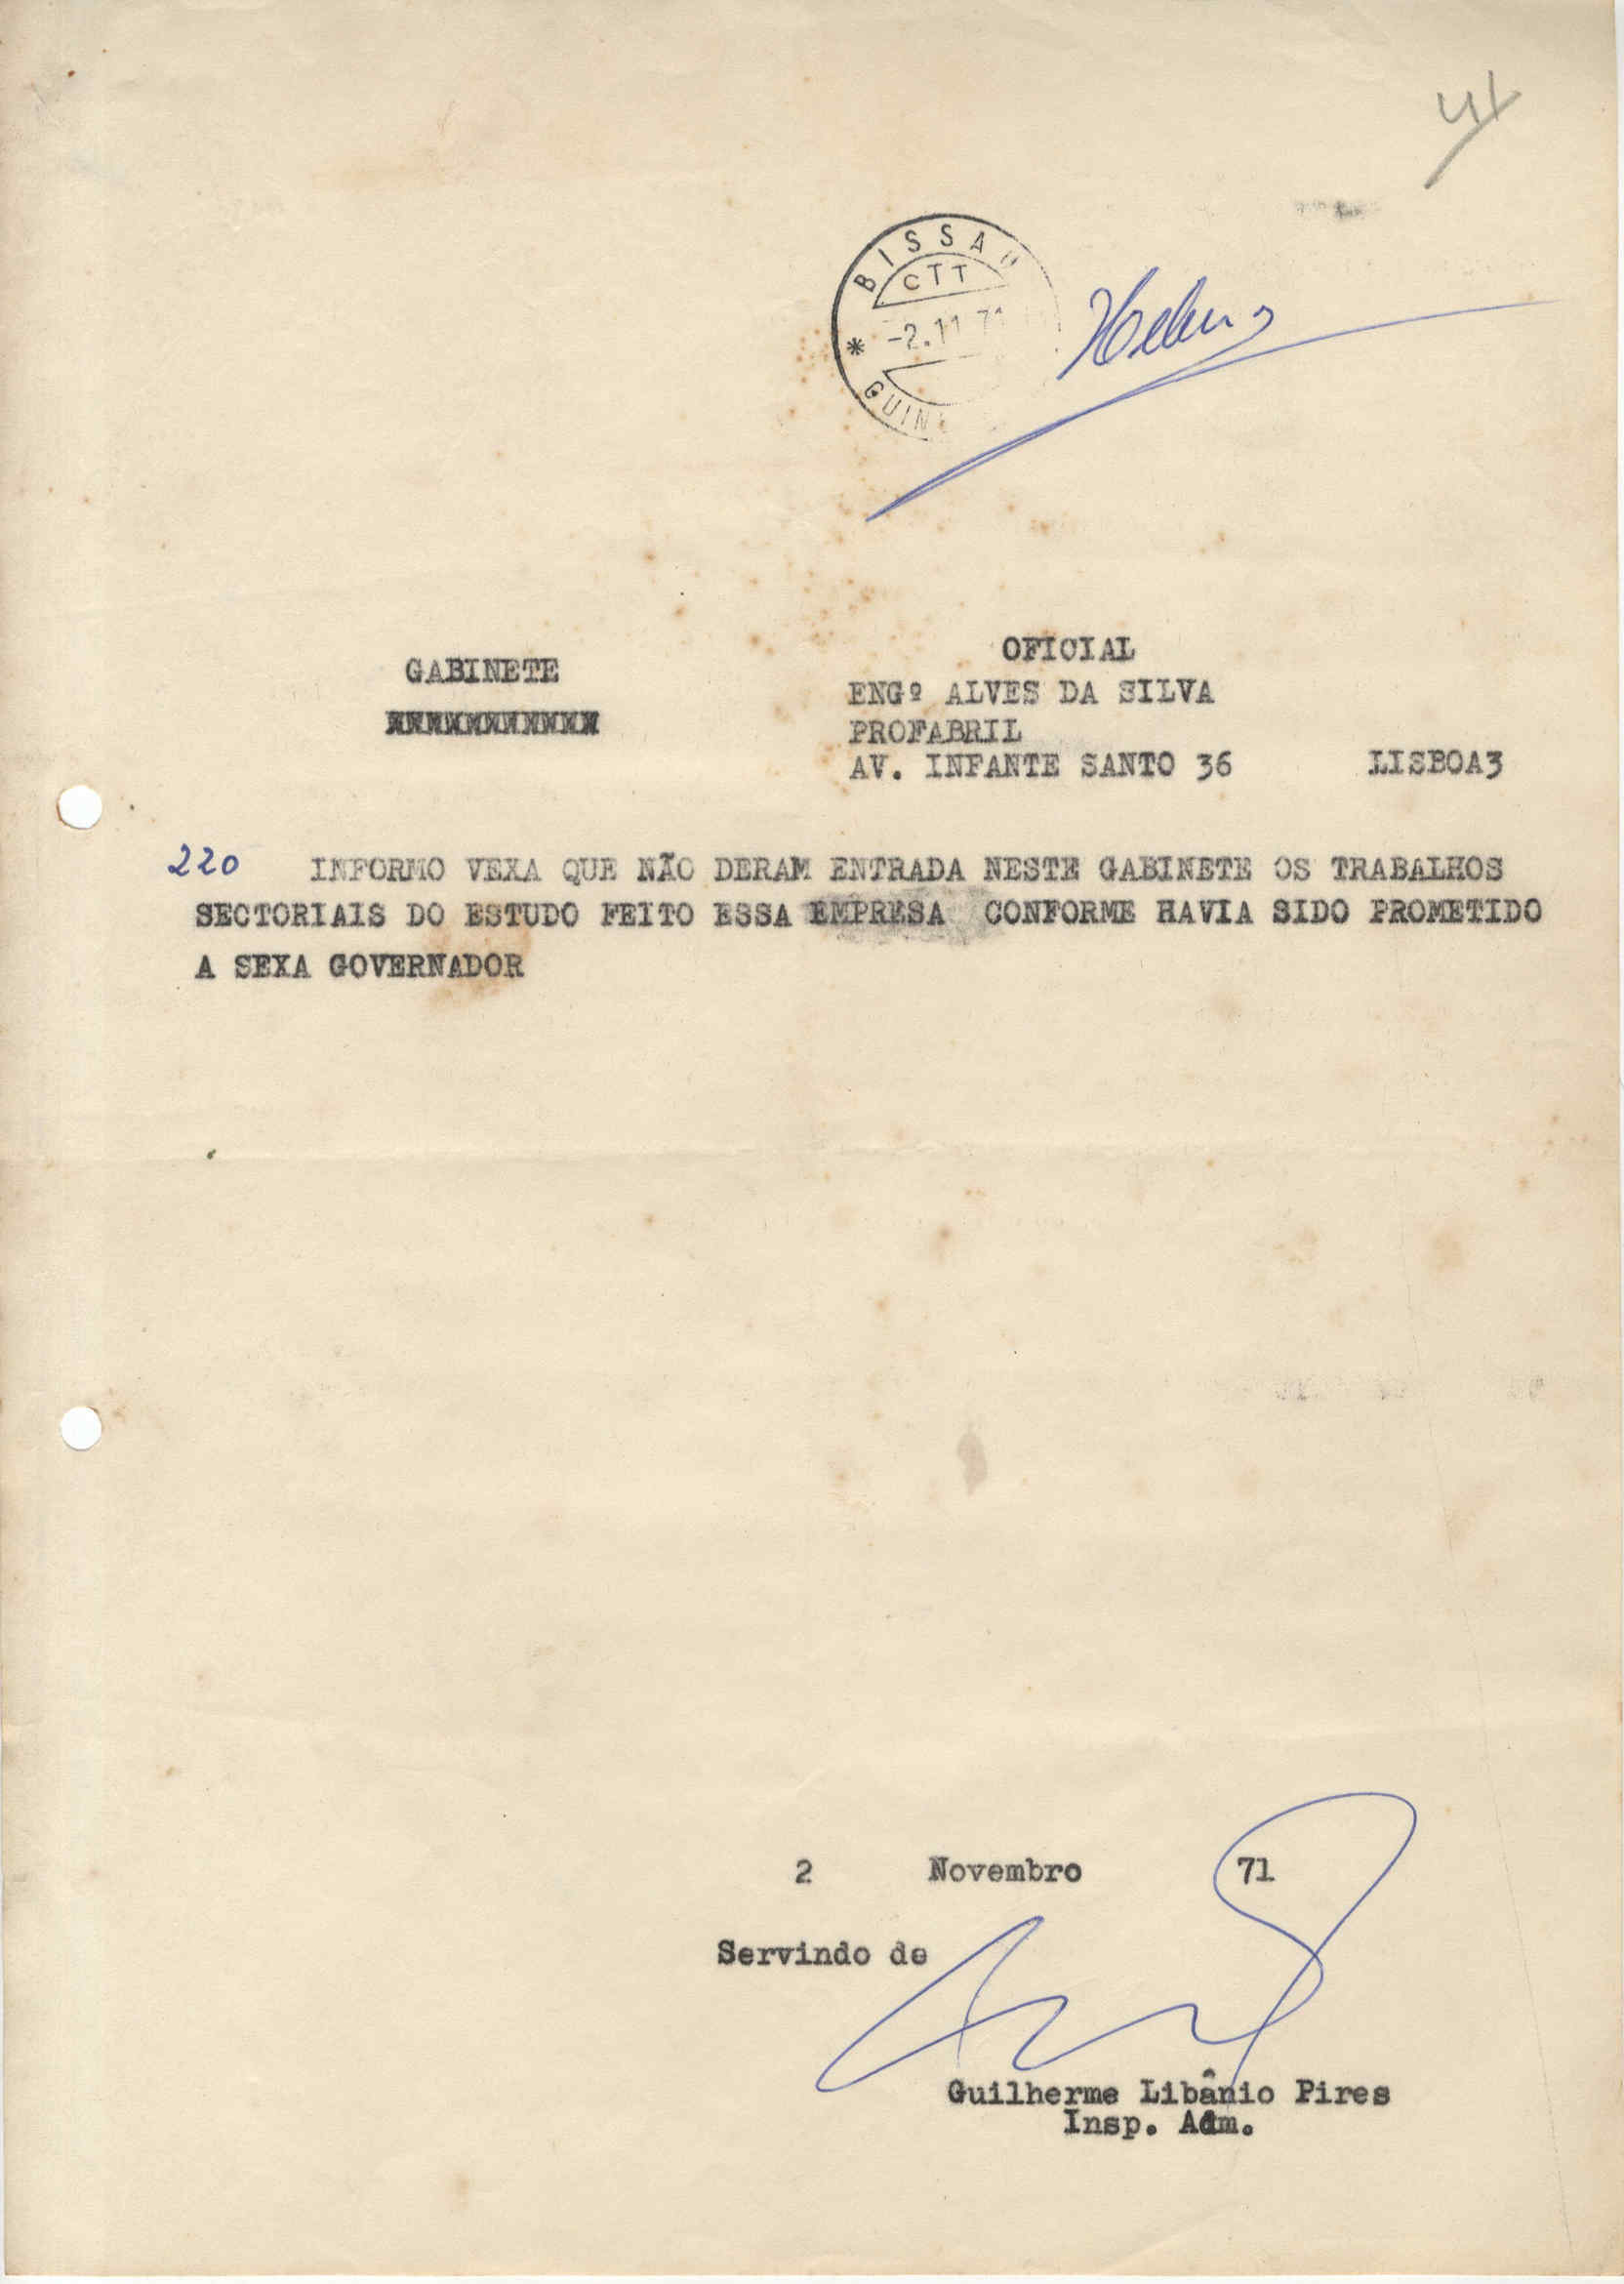 41
BISSAU
CTT
-2.11 71
* GUINÉ
GABINETE
OFICIAL
ENGº ALVES DA SILVA
PROFABRIL
AV. INFANTE SANTO 36 LISBOA3
220 INFORMO VEXA QUE NÃO DERAM ENTRADA NESTE GABINETE OS TRABALHOS
SECTORIAIS DO ESTUDO FEITO ESSA EMPRESA CONFORME HAVIA SIDO PROMETIDO
A SEXA GOVERNADOR
2 Novembro 71
Servindo de
Guilherme Libânio Pires
Insp. Adm.